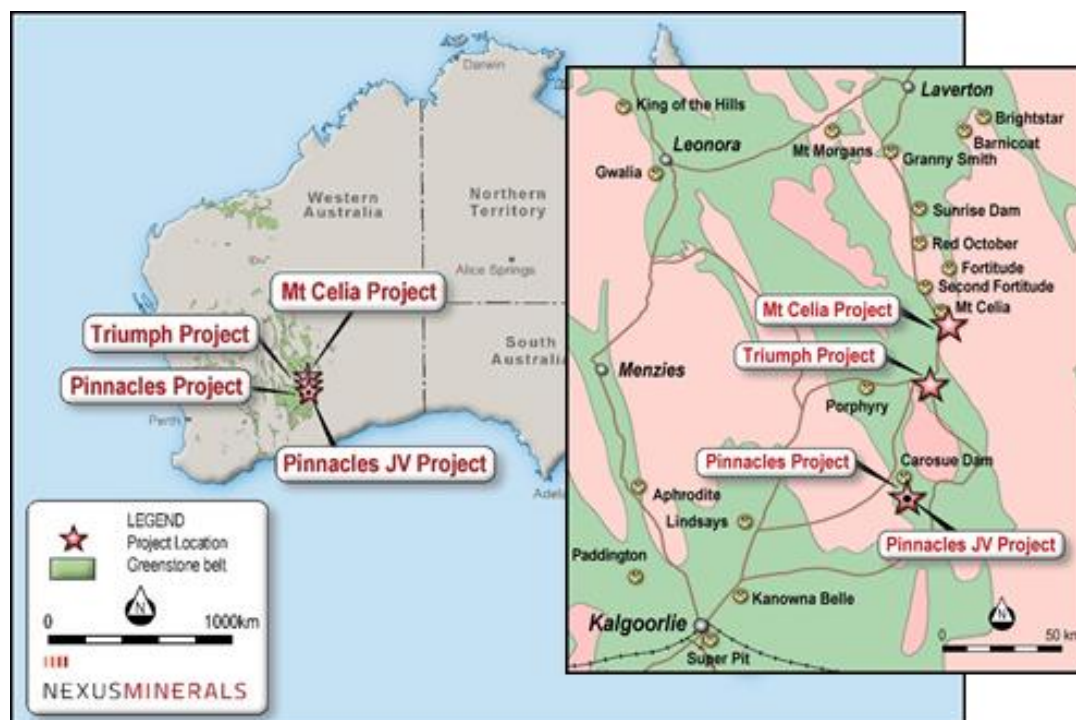 Darwin
Western
Australia
Northern
Territory
Alice Springs
South
Australia
Perth
Mt Celia Project
Triumph Project
Pinnacles Project
Pinnacles JV Project
LEGEND
Project Location
Greenstone belt
N
0 1000km
NEXUSMINERALS
Laverton
King of the Hills
Brightstar
Barnicoat
Leonora
Mt Morgans
Granny Smith
Gwalia
Sunrise Dam
Red October
Fortitude
Second Fortitude
Mt Celia Project
Mt Celia
Triumph Project
Menzies
Porphyry
Pinnacles Project
Carosue Dam
Aphrodite
Lindsays
Pinnacles JV Project
Paddington
Kanowna Belle
Kalgoorlie
Super Pit
N
0 50 k